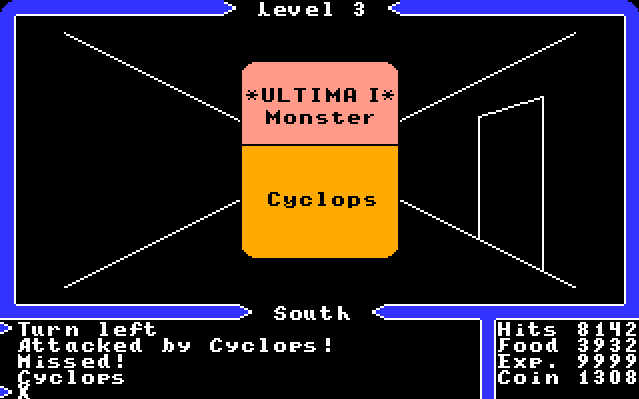 Level 3
*ULTIMA I*
Monster
Cyclops
South
Turn left
Attacked by Cyclops!
Missed!
Cyclops
K
Hits 8142
Food 3932
Exp. 9999
Coin 1308